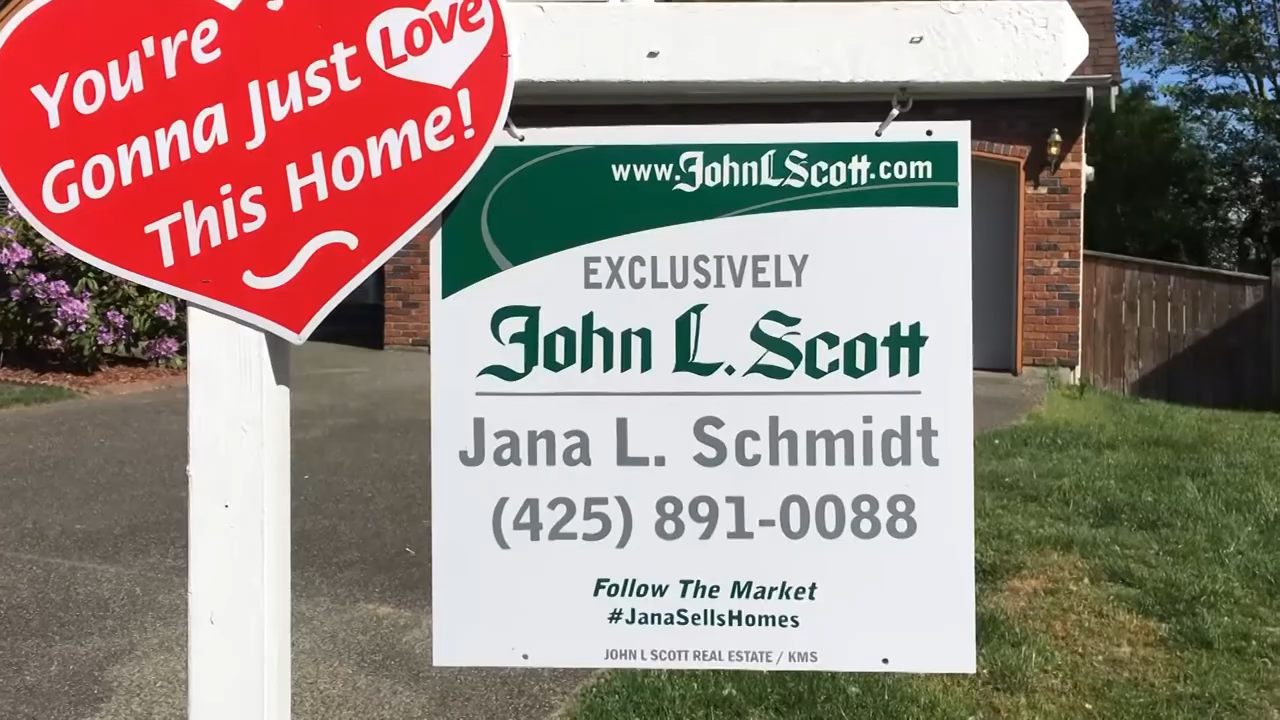 You're
Gonna Just Love
This Home!
www.JohnLScott.com
EXCLUSIVELY
John L. Scott
Jana L. Schmidt
(425) 891-0088
Follow The Market
#JanaSellsHomes
JOHN L SCOTT REAL ESTATE / KMS